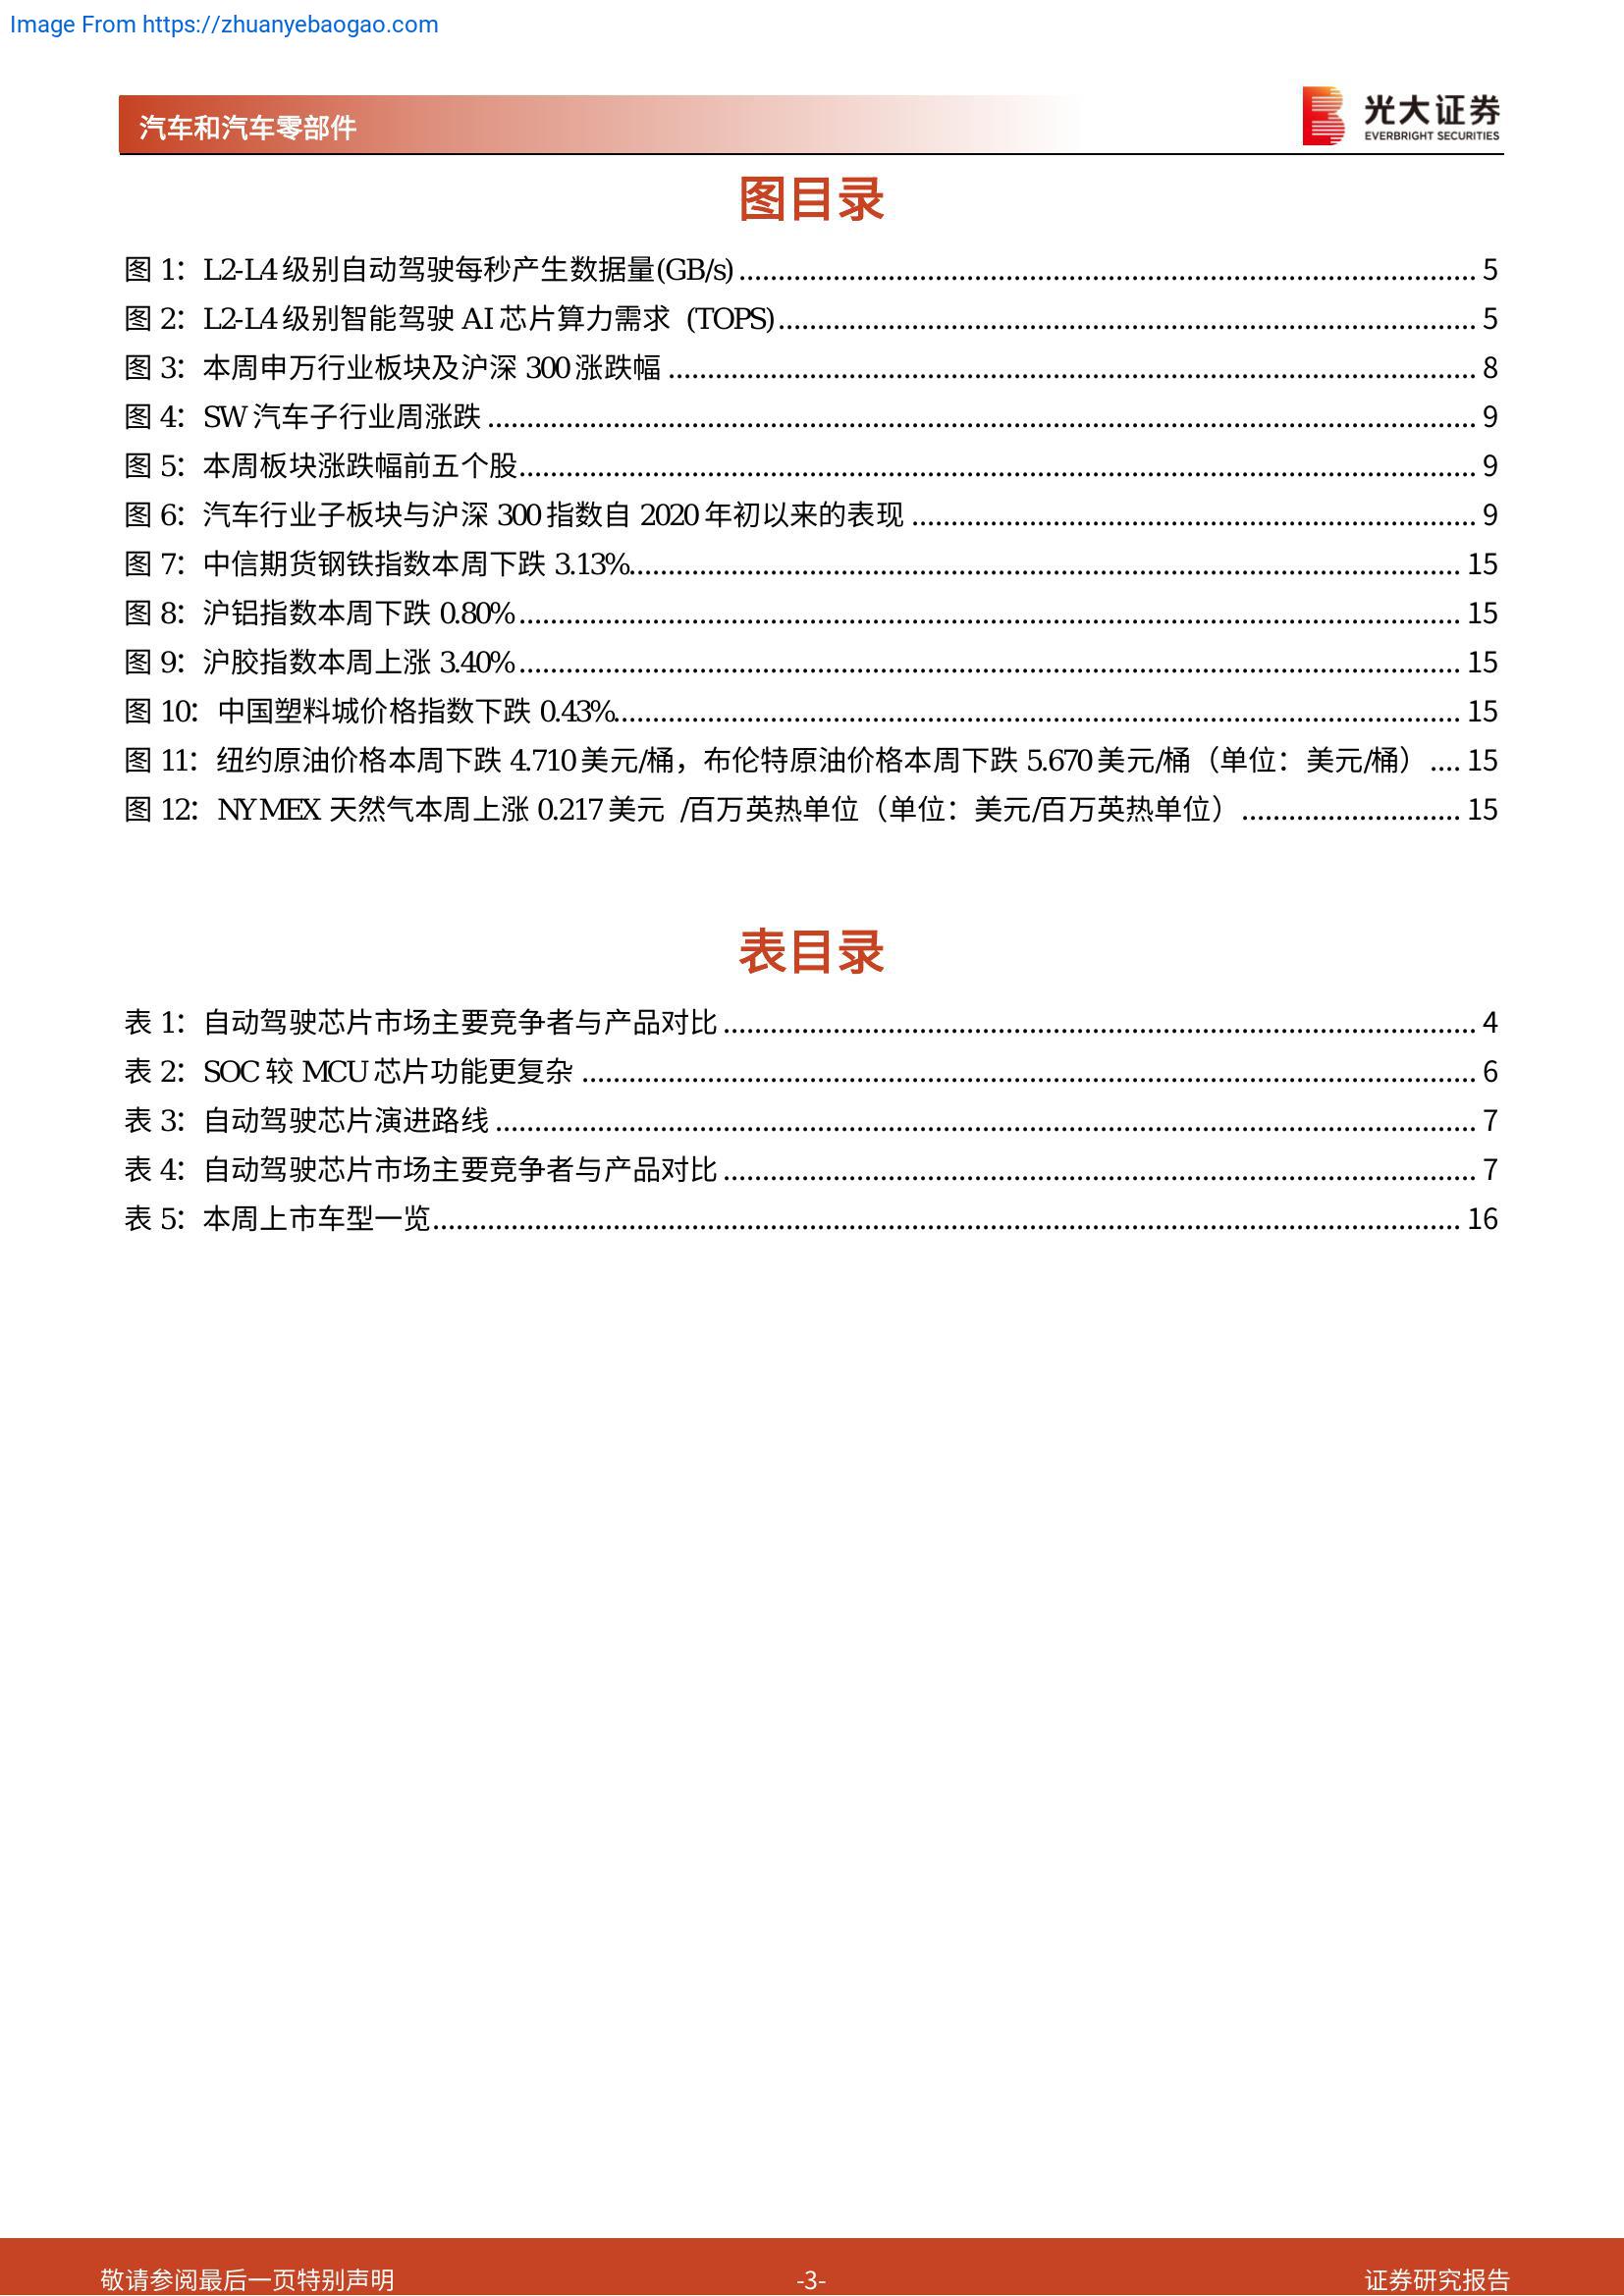 Image From https://zhuanyebaogao.com
汽车和汽车零部件
光大证券
EVERBRIGHT SECURITIES
图目录
图 1：L2-L4 级别自动驾驶每秒产生数据量(GB/s) 5
图 2：L2-L4 级别智能驾驶 AI 芯片算力需求 (TOPS) 5
图 3：本周申万行业板块及沪深 300 涨跌幅 8
图 4：SW 汽车子行业周涨跌 9
图 5：本周板块涨跌幅前五个股 9
图 6：汽车行业子板块与沪深 300 指数自 2020 年初以来的表现 9
图 7：中信期货钢铁指数本周下跌 3.13% 15
图 8：沪铝指数本周下跌 0.80% 15
图 9：沪胶指数本周上涨 3.40% 15
图 10：中国塑料城价格指数下跌 0.43% 15
图 11：纽约原油价格本周下跌 4.710 美元/桶，布伦特原油价格本周下跌 5.670 美元/桶（单位：美元/桶） 15
图 12：NYMEX 天然气本周上涨 0.217 美元 /百万英热单位（单位：美元/百万英热单位） 15
表目录
表 1：自动驾驶芯片市场主要竞争者与产品对比 4
表 2：SOC 较 MCU 芯片功能更复杂 6
表 3：自动驾驶芯片演进路线 7
表 4：自动驾驶芯片市场主要竞争者与产品对比 7
表 5：本周上市车型一览 16
敬请参阅最后一页特别声明 -3- 证券研究报告